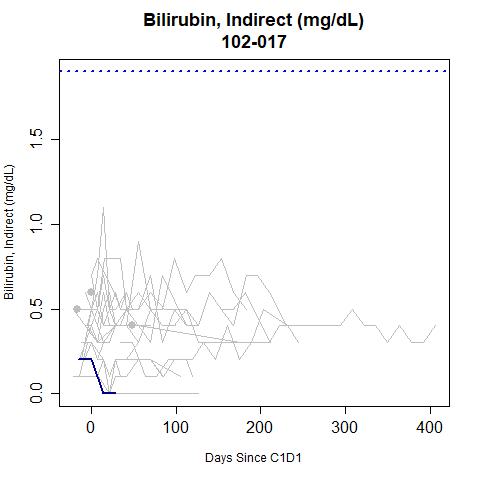 Bilirubin, Indirect (mg/dL)
102-017
Bilirubin, Indirect (mg/dL)
1.5
1.0
0.5
0.0
0 100 200 300 400
Days Since C1D1